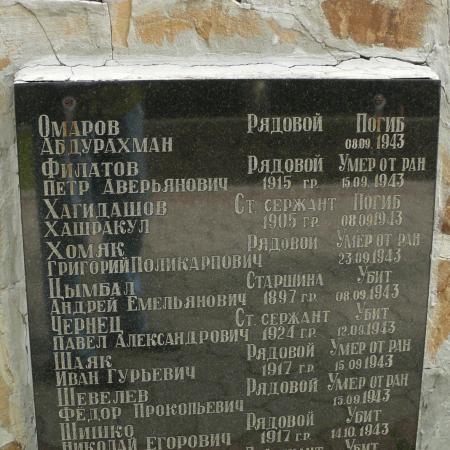 Омаров Рядовой Погиб
Абдурахман 08.09.1943
Филатов Рядовой Умер от ран
Петр Аверьянович 1915 г.р. 15.09.1943
Хагидашов Ст. сержант Погиб
Хашракул 1905 г.р. 08.09.1943
Хомяк Рядовой Умер от ран
Григорий Поликарпович 23.09.1943
Цымбал Старшина Убит
Андрей Емельянович 1897 г.р. 08.09.1943
Чернец Ст. сержант Убит
Павел Александрович 1924 г.р. 12.09.1943
Шаяк Рядовой Умер от ран
Иван Гурьевич 1917 г.р. 15.09.1943
Шевелев Рядовой Умер от ран
Фёдор Прокопьевич 15.09.1943
Шишко Рядовой Убит
Николай Егорович 1917 г.р. 14.10.1943
Убит